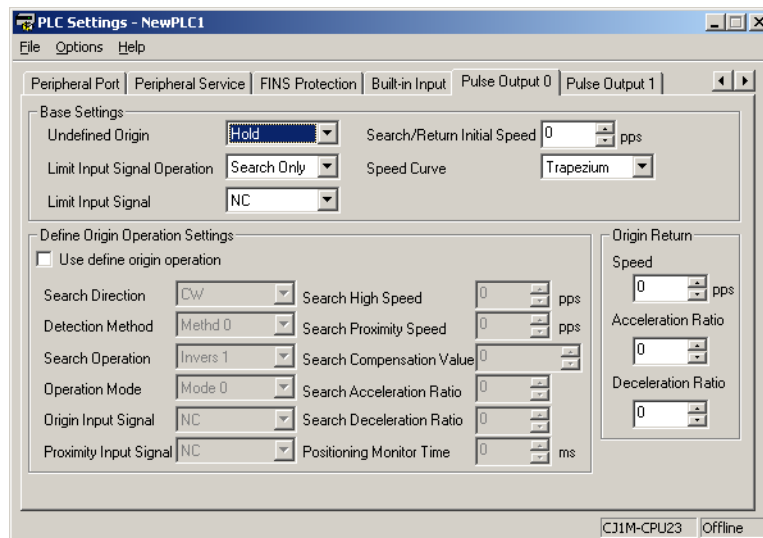 PLC Settings - NewPLC1
File Options Help
Peripheral Port Peripheral Service FINS Protection Built-in Input Pulse Output 0 Pulse Output 1
Base Settings
Undefined Origin Hold Search/Return Initial Speed 0 pps
Limit Input Signal Operation Search Only Speed Curve Trapezium
Limit Input Signal NC
Define Origin Operation Settings
Use define origin operation
Search Direction CW Search High Speed 0 pps
Detection Method Methd 0 Search Proximity Speed 0 pps
Search Operation Invers 1 Search Compensation Value 0
Operation Mode Mode 0 Search Acceleration Ratio 0
Origin Input Signal NC Search Deceleration Ratio 0
Proximity Input Signal NC Positioning Monitor Time 0 ms
Origin Return
Speed
0 pps
Acceleration Ratio
0
Deceleration Ratio
0
CJ1M-CPU23 Offline